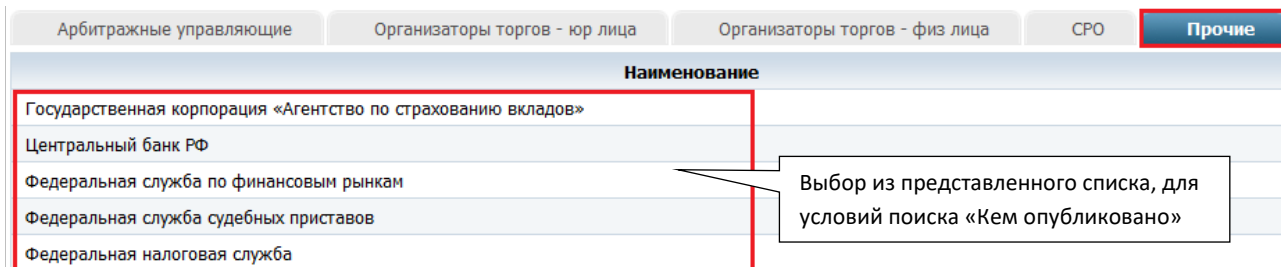 Арбитражные управляющие Организаторы торгов - юр лица Организаторы торгов - физ лица СРО Прочие
Наименование
Государственная корпорация «Агентство по страхованию вкладов»
Центральный банк РФ
Федеральная служба по финансовым рынкам
Федеральная служба судебных приставов
Федеральная налоговая служба
Выбор из представленного списка, для
условий поиска «Кем опубликовано»